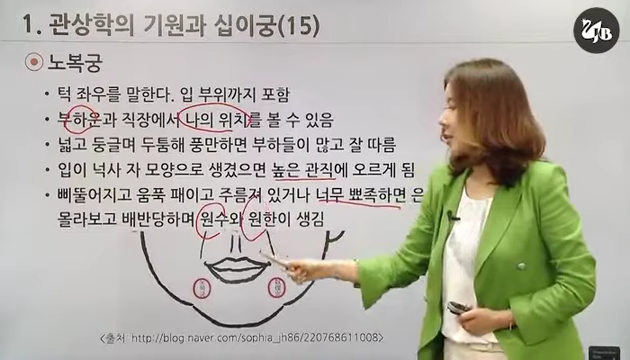 1. 관상학의 기원과 십이궁(15)
노복궁
• 턱 좌우를 말한다. 입 부위까지 포함
• 부하운과 직장에서 나의 위치를 볼 수 있음
• 넓고 둥글며 두툼해 풍만하면 부하들이 많고 잘 따름
• 입이 넉사 자 모양으로 생겼으면 높은 관직에 오르게 됨
• 삐뚤어지고 움푹 패이고 주름져 있거나 너무 뾰족하면 은
몰라보고 배반당하며 원수와 원한이 생김
<출처: http://blog.naver.com/sophia_jh86/220768611008>